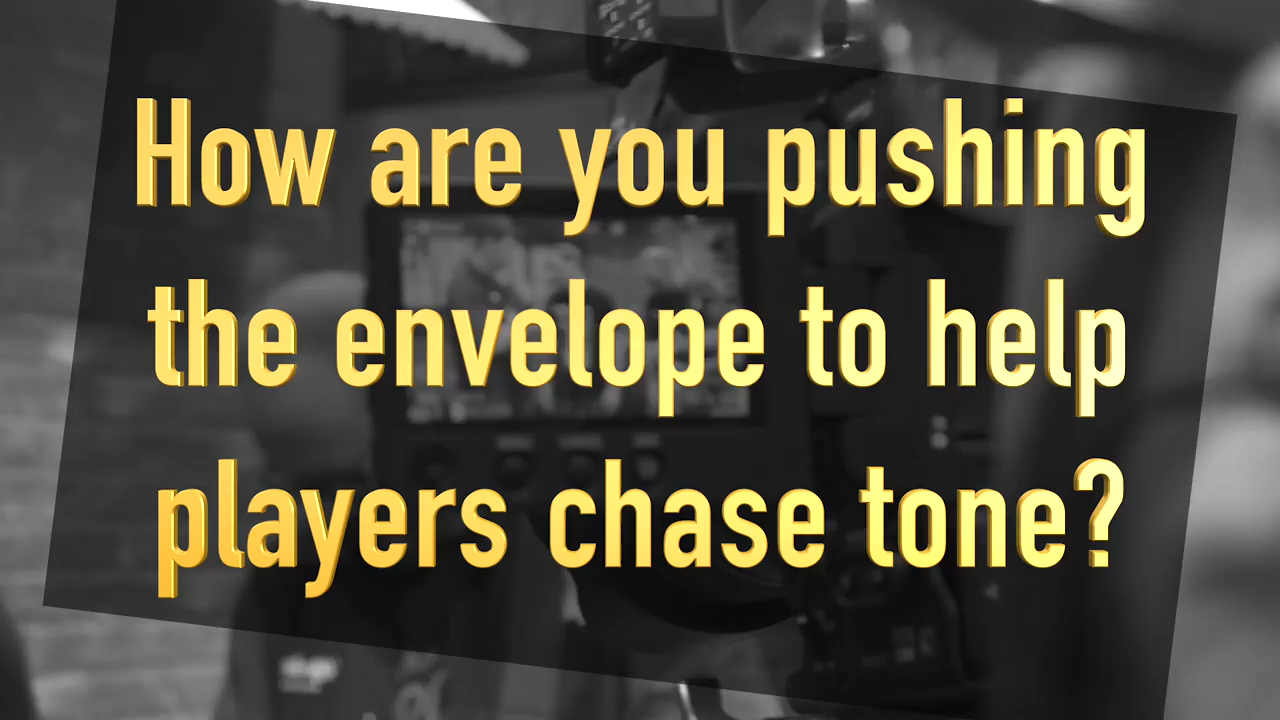 How are you pushing
the envelope to help
players chase tone?